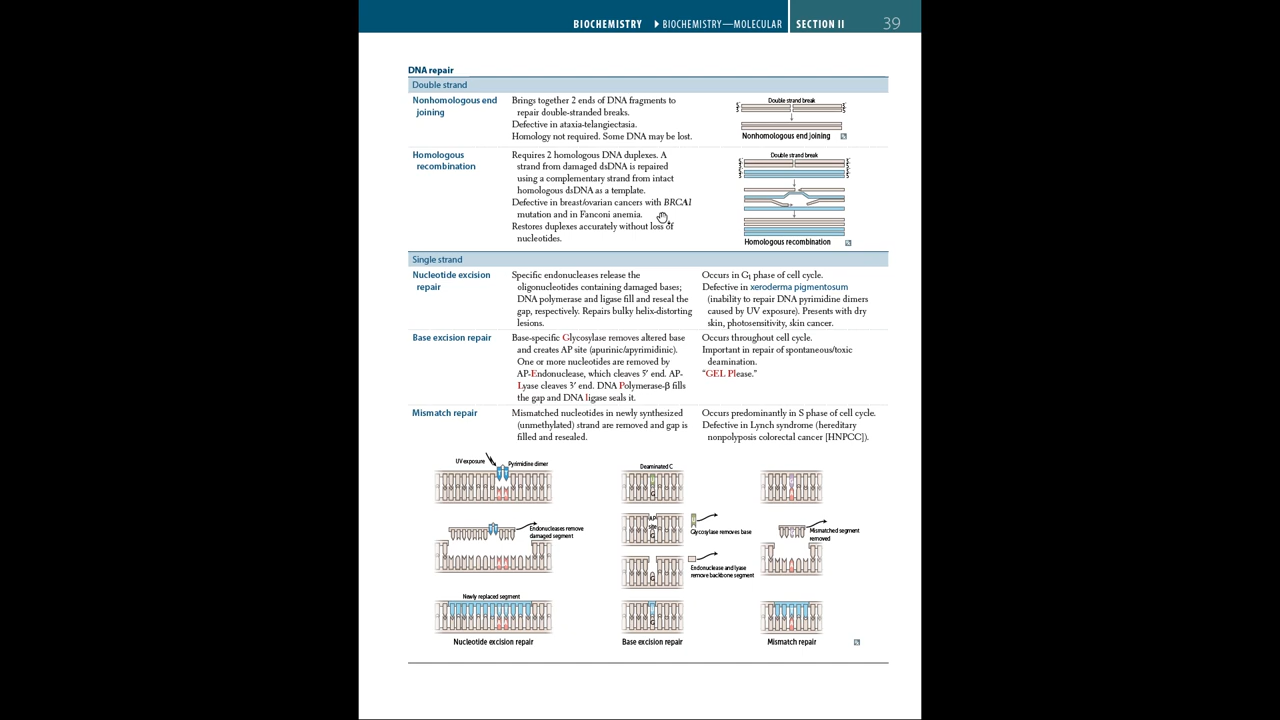 BIOCHEMISTRY ▶ BIOCHEMISTRY—MOLECULAR SECTION II 39
DNA repair
Double strand
Nonhomologous end
joining
Brings together 2 ends of DNA fragments to
repair double-stranded breaks.
Defective in ataxia-telangiectasia.
Homology not required. Some DNA may be lost.
Double strand break
5′ 3′
3′ 5′
Nonhomologous end joining
Homologous
recombination
Requires 2 homologous DNA duplexes. A
strand from damaged dsDNA is repaired
using a complementary strand from intact
homologous dsDNA as a template.
Defective in breast/ovarian cancers with BRCA1
mutation and in Fanconi anemia.
Restores duplexes accurately without loss of
nucleotides.
Double strand break
Homologous recombination
Single strand
Nucleotide excision
repair
Specific endonucleases release the
oligonucleotides containing damaged bases;
DNA polymerase and ligase fill and reseal the
gap, respectively. Repairs bulky helix-distorting
lesions.
Occurs in G1 phase of cell cycle.
Defective in xeroderma pigmentosum
(inability to repair DNA pyrimidine dimers
caused by UV exposure). Presents with dry
skin, photosensitivity, skin cancer.
Base excision repair
Base-specific Glycosylase removes altered base
and creates AP site (apurinic/apyrimidinic).
One or more nucleotides are removed by
AP-Endonuclease, which cleaves 5′ end. AP-
Lyase cleaves 3′ end. DNA Polymerase-β fills
the gap and DNA ligase seals it.
Occurs throughout cell cycle.
Important in repair of spontaneous/toxic
deamination.
“GEL Please.”
Mismatch repair
Mismatched nucleotides in newly synthesized
(unmethylated) strand are removed and gap is
filled and resealed.
Occurs predominantly in S phase of cell cycle.
Defective in Lynch syndrome (hereditary
nonpolyposis colorectal cancer [HNPCC]).
UV exposure
Pyrimidine dimer
Endonucleases remove
damaged segment
Newly replaced segment
Nucleotide excision repair
Deaminated C
G
AP
site
G
Glycosylase removes base
G
Endonuclease and lyase
remove backbone segment
G
Base excision repair
Mismatched segment
removed
Mismatch repair